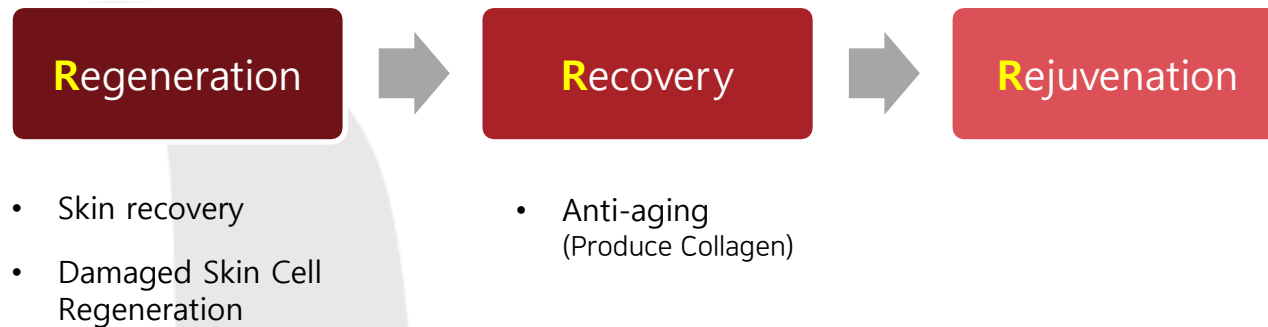 Regeneration
Recovery
Rejuvenation
• Skin recovery
• Damaged Skin Cell
Regeneration
• Anti-aging
(Produce Collagen)